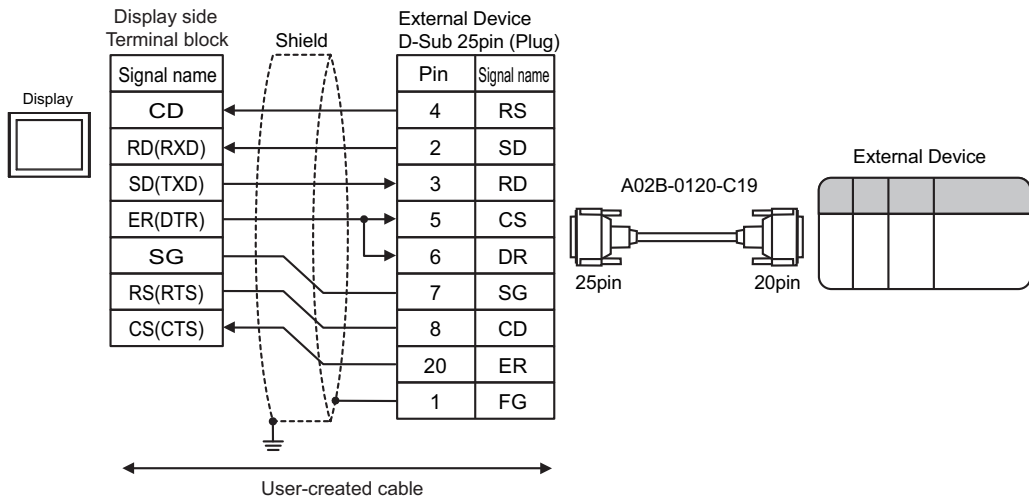 Display side
Terminal block
Shield
External Device
D-Sub 25pin (Plug)
Display
Signal name
Pin Signal name
CD 4 RS
RD(RXD) 2 SD
SD(TXD) 3 RD
ER(DTR) 5 CS
SG 6 DR
RS(RTS) 7 SG
CS(CTS) 8 CD
20 ER
1 FG
A02B-0120-C19
25pin
20pin
External Device
User-created cable